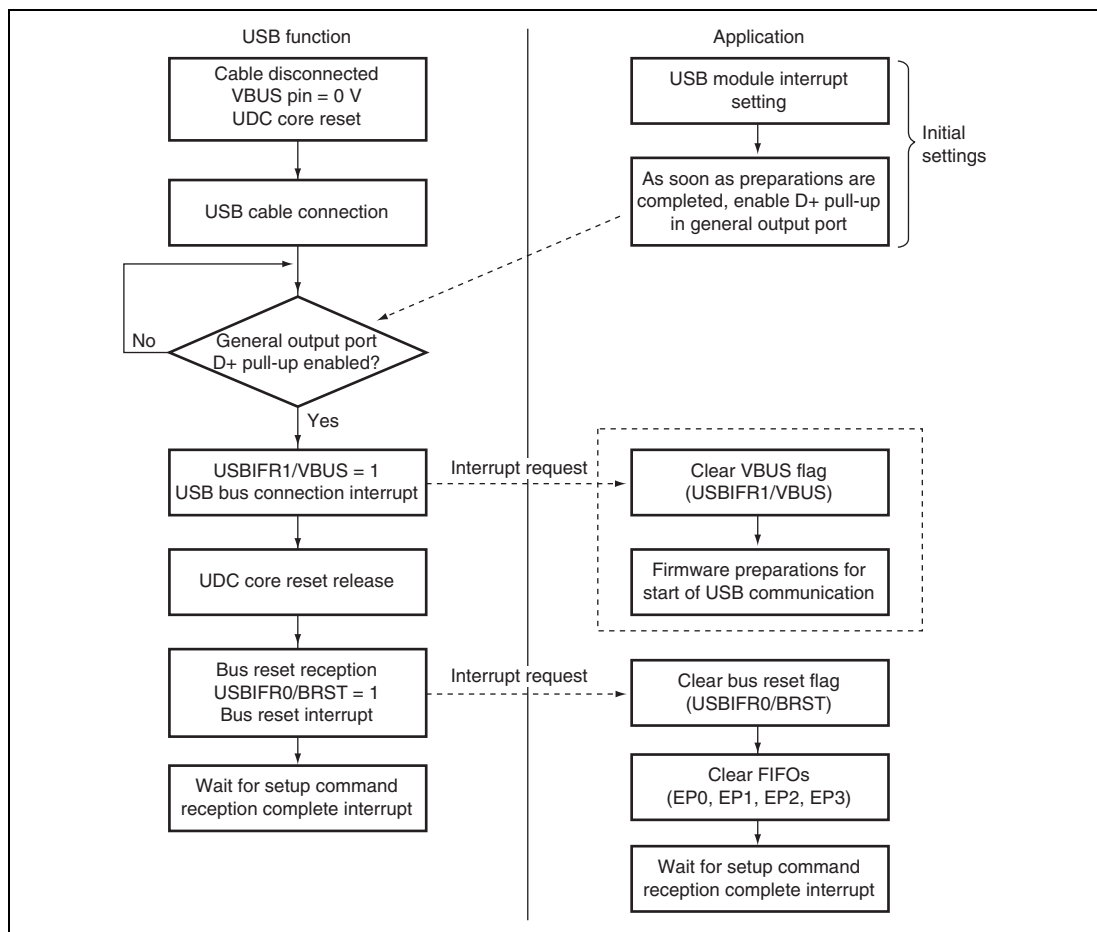 USB function
Cable disconnected
VBUS pin = 0 V
UDC core reset
USB cable connection
No
General output port
D+ pull-up enabled?
Yes
USBIFR1/VBUS = 1
USB bus connection interrupt
Interrupt request
UDC core reset release
Bus reset reception
USBIFR0/BRST = 1
Bus reset interrupt
Interrupt request
Wait for setup command
reception complete interrupt
Application
USB module interrupt
setting
As soon as preparations are
completed, enable D+ pull-up
in general output port
Initial
settings
Clear VBUS flag
(USBIFR1/VBUS)
Firmware preparations for
start of USB communication
Clear bus reset flag
(USBIFR0/BRST)
Clear FIFOs
(EP0, EP1, EP2, EP3)
Wait for setup command
reception complete interrupt